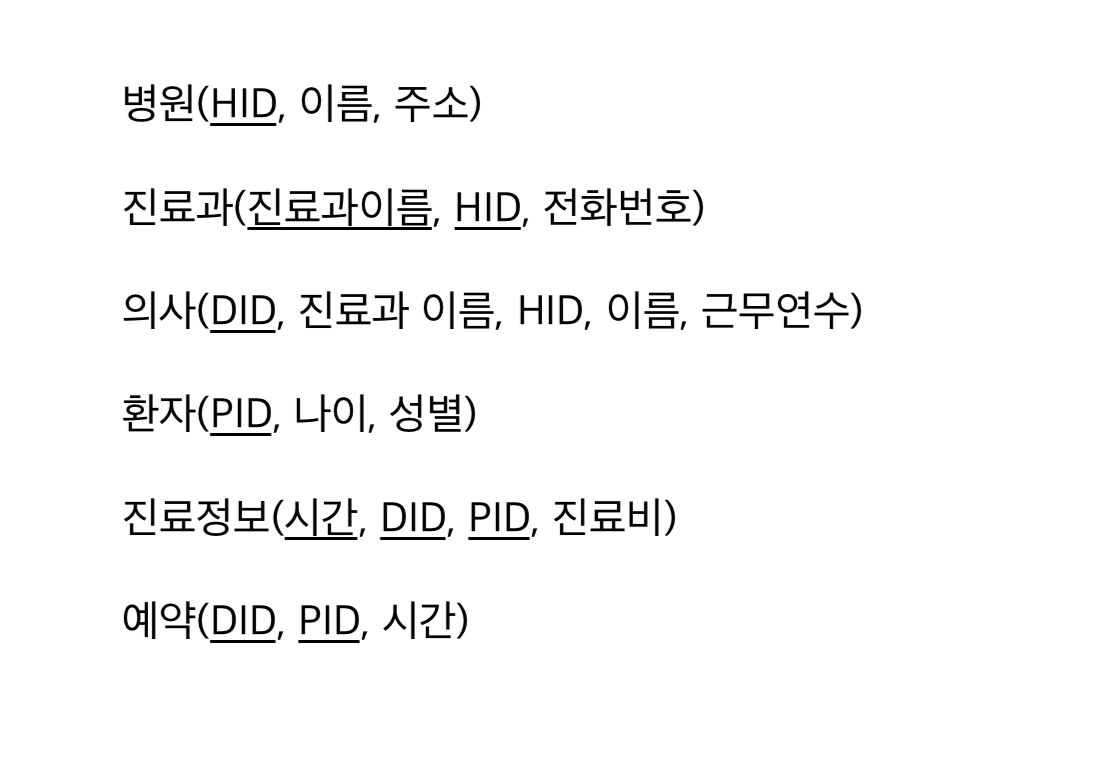 병원(HID, 이름, 주소)
진료과(진료과이름, HID, 전화번호)
의사(DID, 진료과 이름, HID, 이름, 근무연수)
환자(PID, 나이, 성별)
진료정보(시간, DID, PID, 진료비)
예약(DID, PID, 시간)